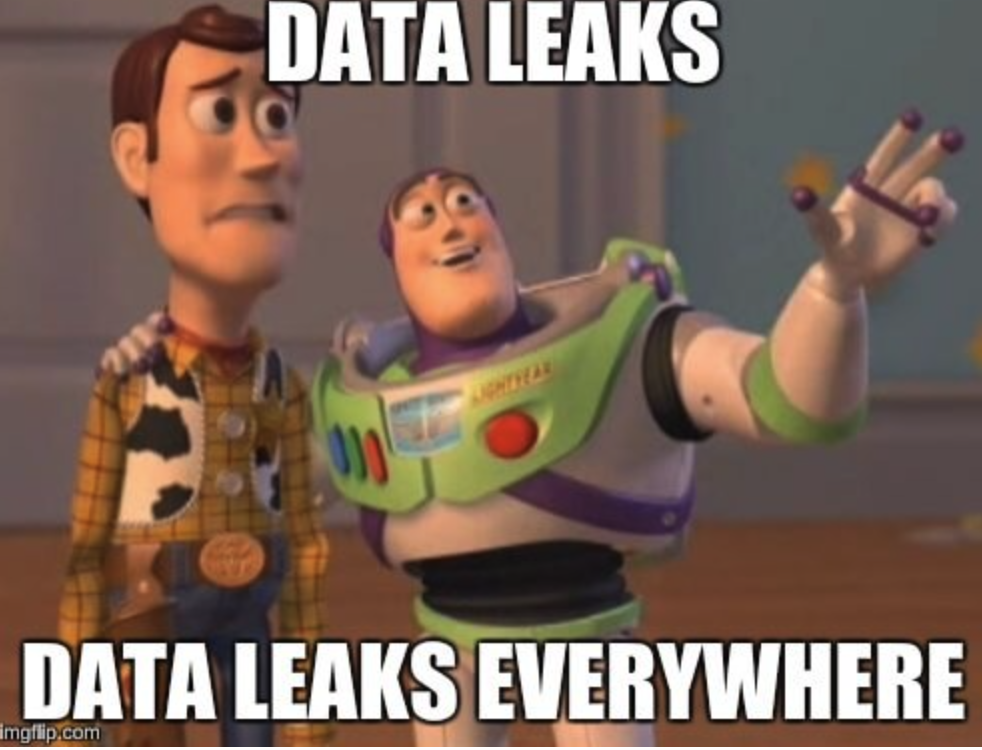 DATA LEAKS
LIGHTYEAR
DATA LEAKS EVERYWHERE
imgflip.com